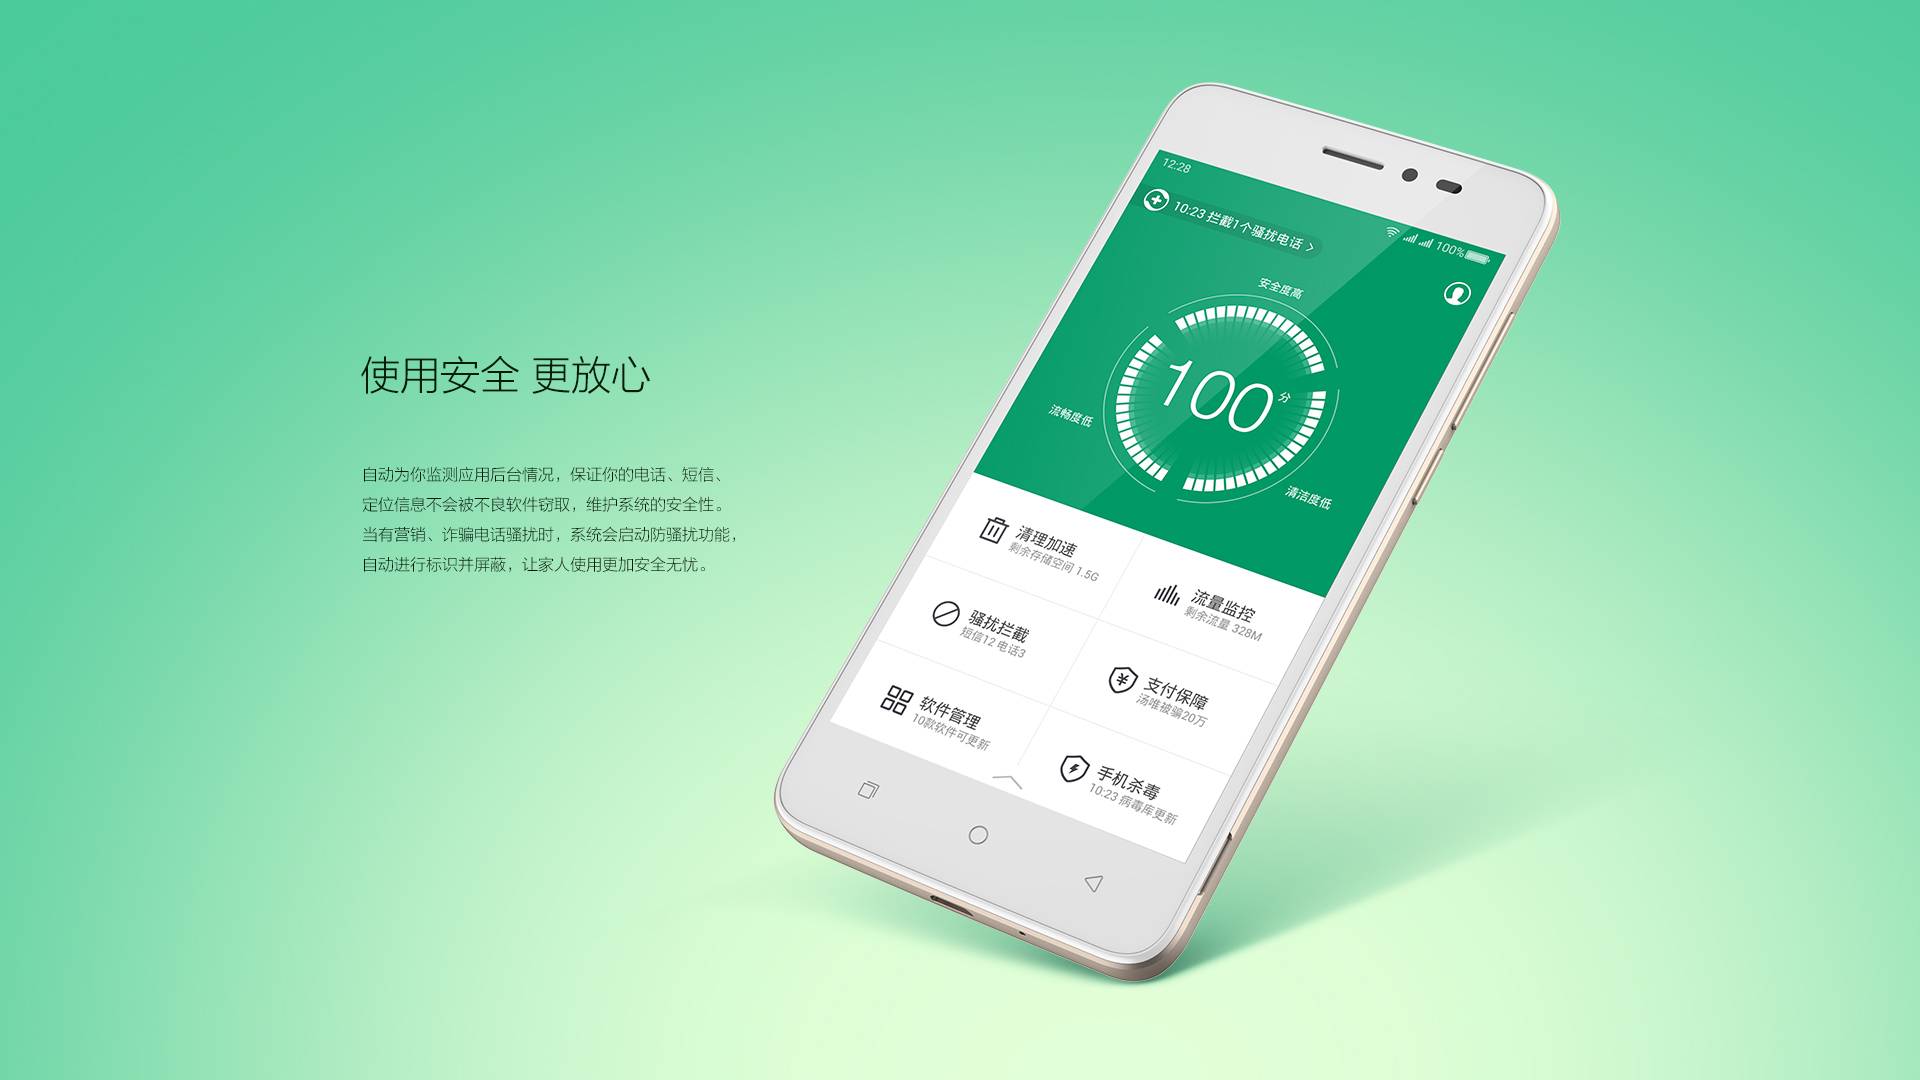 使用安全 更放心
自动为你监测应用后台情况，保证你的电话、短信、
定位信息不会被不良软件窃取，维护系统的安全性。
当有营销、诈骗电话骚扰时，系统会启动防骚扰功能，
自动进行标识并屏蔽，让家人使用更加安全无忧。
12:28
100%
10:23 拦截1个骚扰电话 >
安全度高
100分
流畅度低
清洁度低
清理加速
剩余存储空间 1.5G
流量监控
剩余流量 328M
骚扰拦截
短信12 电话3
支付保障
汤唯被骗20万
软件管理
10款软件可更新
手机杀毒
10:23 病毒库更新